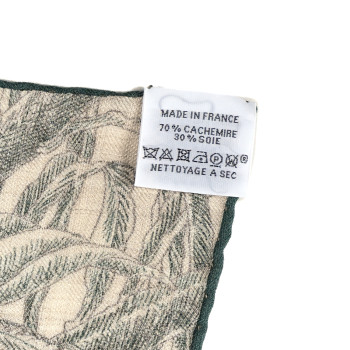 MADE IN FRANCE
70% CACHEMIRE
30% SOIE
®
NETTOYAGE A SEC